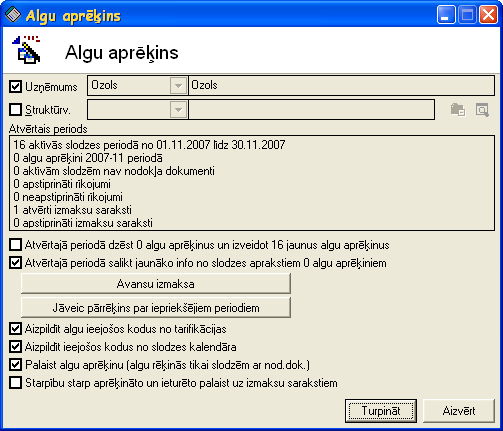 Algu aprēķins
Algu aprēķins
Uzņēmums Ozols Ozols
Struktūrv.
Atvērtais periods
16 aktīvās slodzes periodā no 01.11.2007 līdz 30.11.2007
0 algu aprēķini 2007-11 periodā
0 aktīvām slodzēm nav nodokļa dokumenti
0 apstiprināti rīkojumi
0 neapstiprināti rīkojumi
1 atvērti izmaksu saraksti
0 apstiprināti izmaksu saraksti
Atvērtajā periodā dzēst 0 algu aprēķinus un izveidot 16 jaunus algu aprēķinus
Atvērtajā periodā salikt jaunāko info no slodzes aprakstiem 0 algu aprēķiniem
Avansu izmaksa
Jāveic pārrēķins par iepriekšējiem periodiem
Aizpildīt algu ieejošos kodus no tarifikācijas
Aizpildīt ieejošos kodus no slodzes kalendāra
Palaist algu aprēķinu (algu rēķinās tikai slodzēm ar nod.dok.)
Starpību starp aprēķināto un ieturēto palaist uz izmaksu sarakstiem
Turpināt Aizvērt